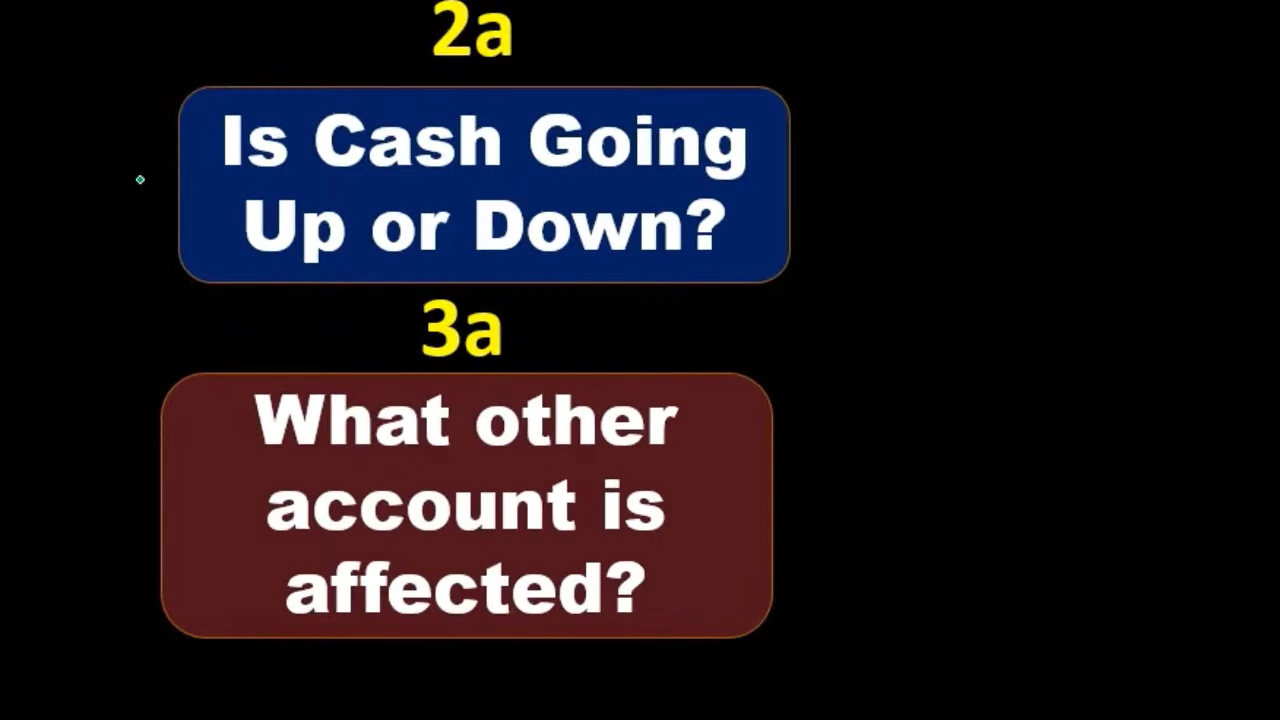 2a
Is Cash Going
Up or Down?
3a
What other
account is
affected?